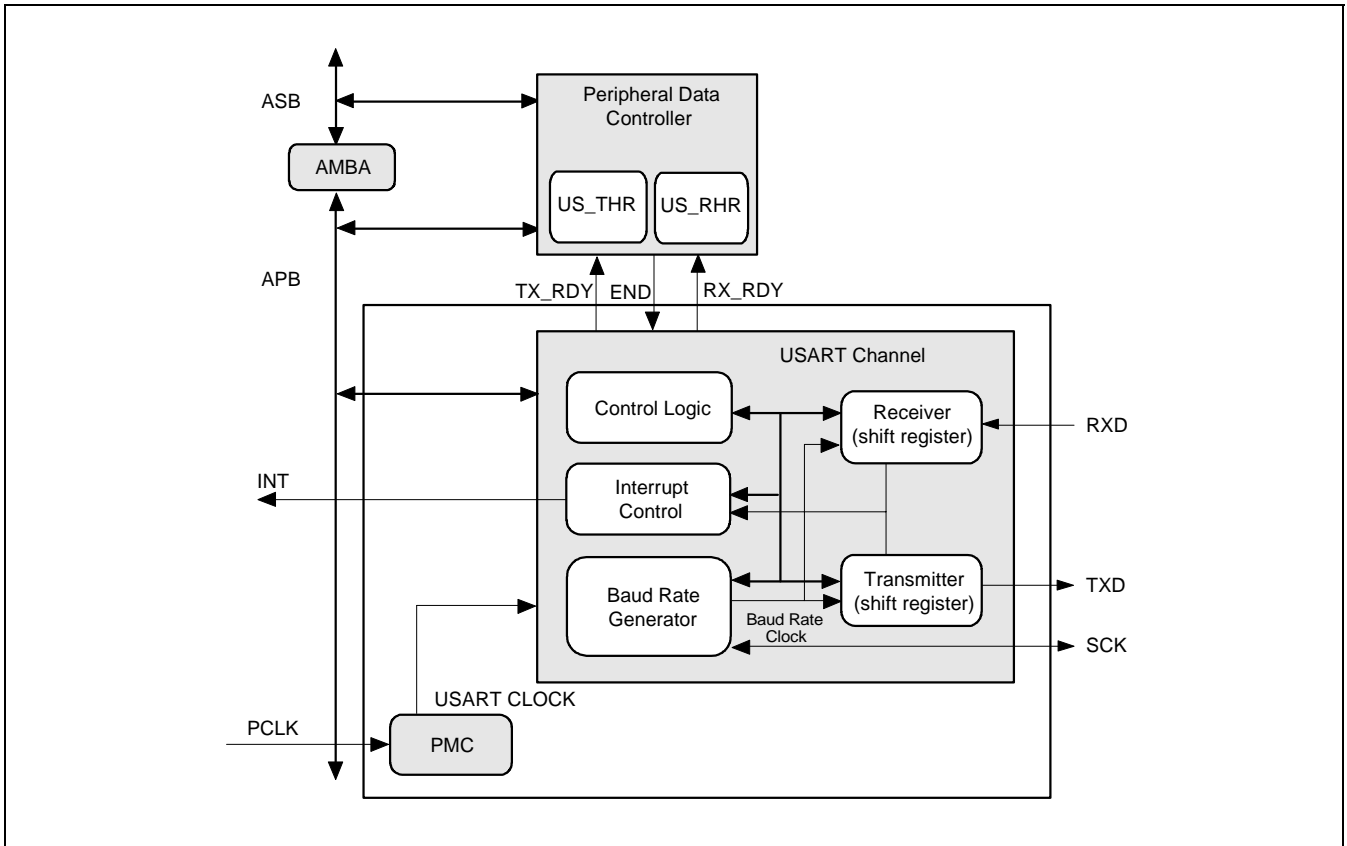 ASB
Peripheral Data
Controller
AMBA
US_THR
US_RHR
APB
TX_RDY
END
RX_RDY
USART Channel
Control Logic
Receiver
(shift register)
RXD
INT
Interrupt
Control
Baud Rate
Generator
Transmitter
(shift register)
TXD
Baud Rate
Clock
SCK
USART CLOCK
PCLK
PMC